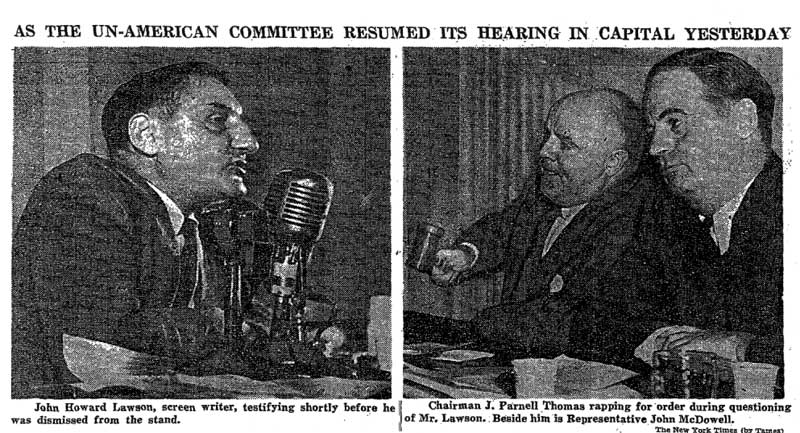 AS THE UN-AMERICAN COMMITTEE RESUMED ITS HEARING IN CAPITAL YESTERDAY
John Howard Lawson, screen writer, testifying shortly before he
was dismissed from the stand.
Chairman J. Parnell Thomas rapping for order during questioning
of Mr. Lawson. Beside him is Representative John McDowell.
The New York Times (by Tames)